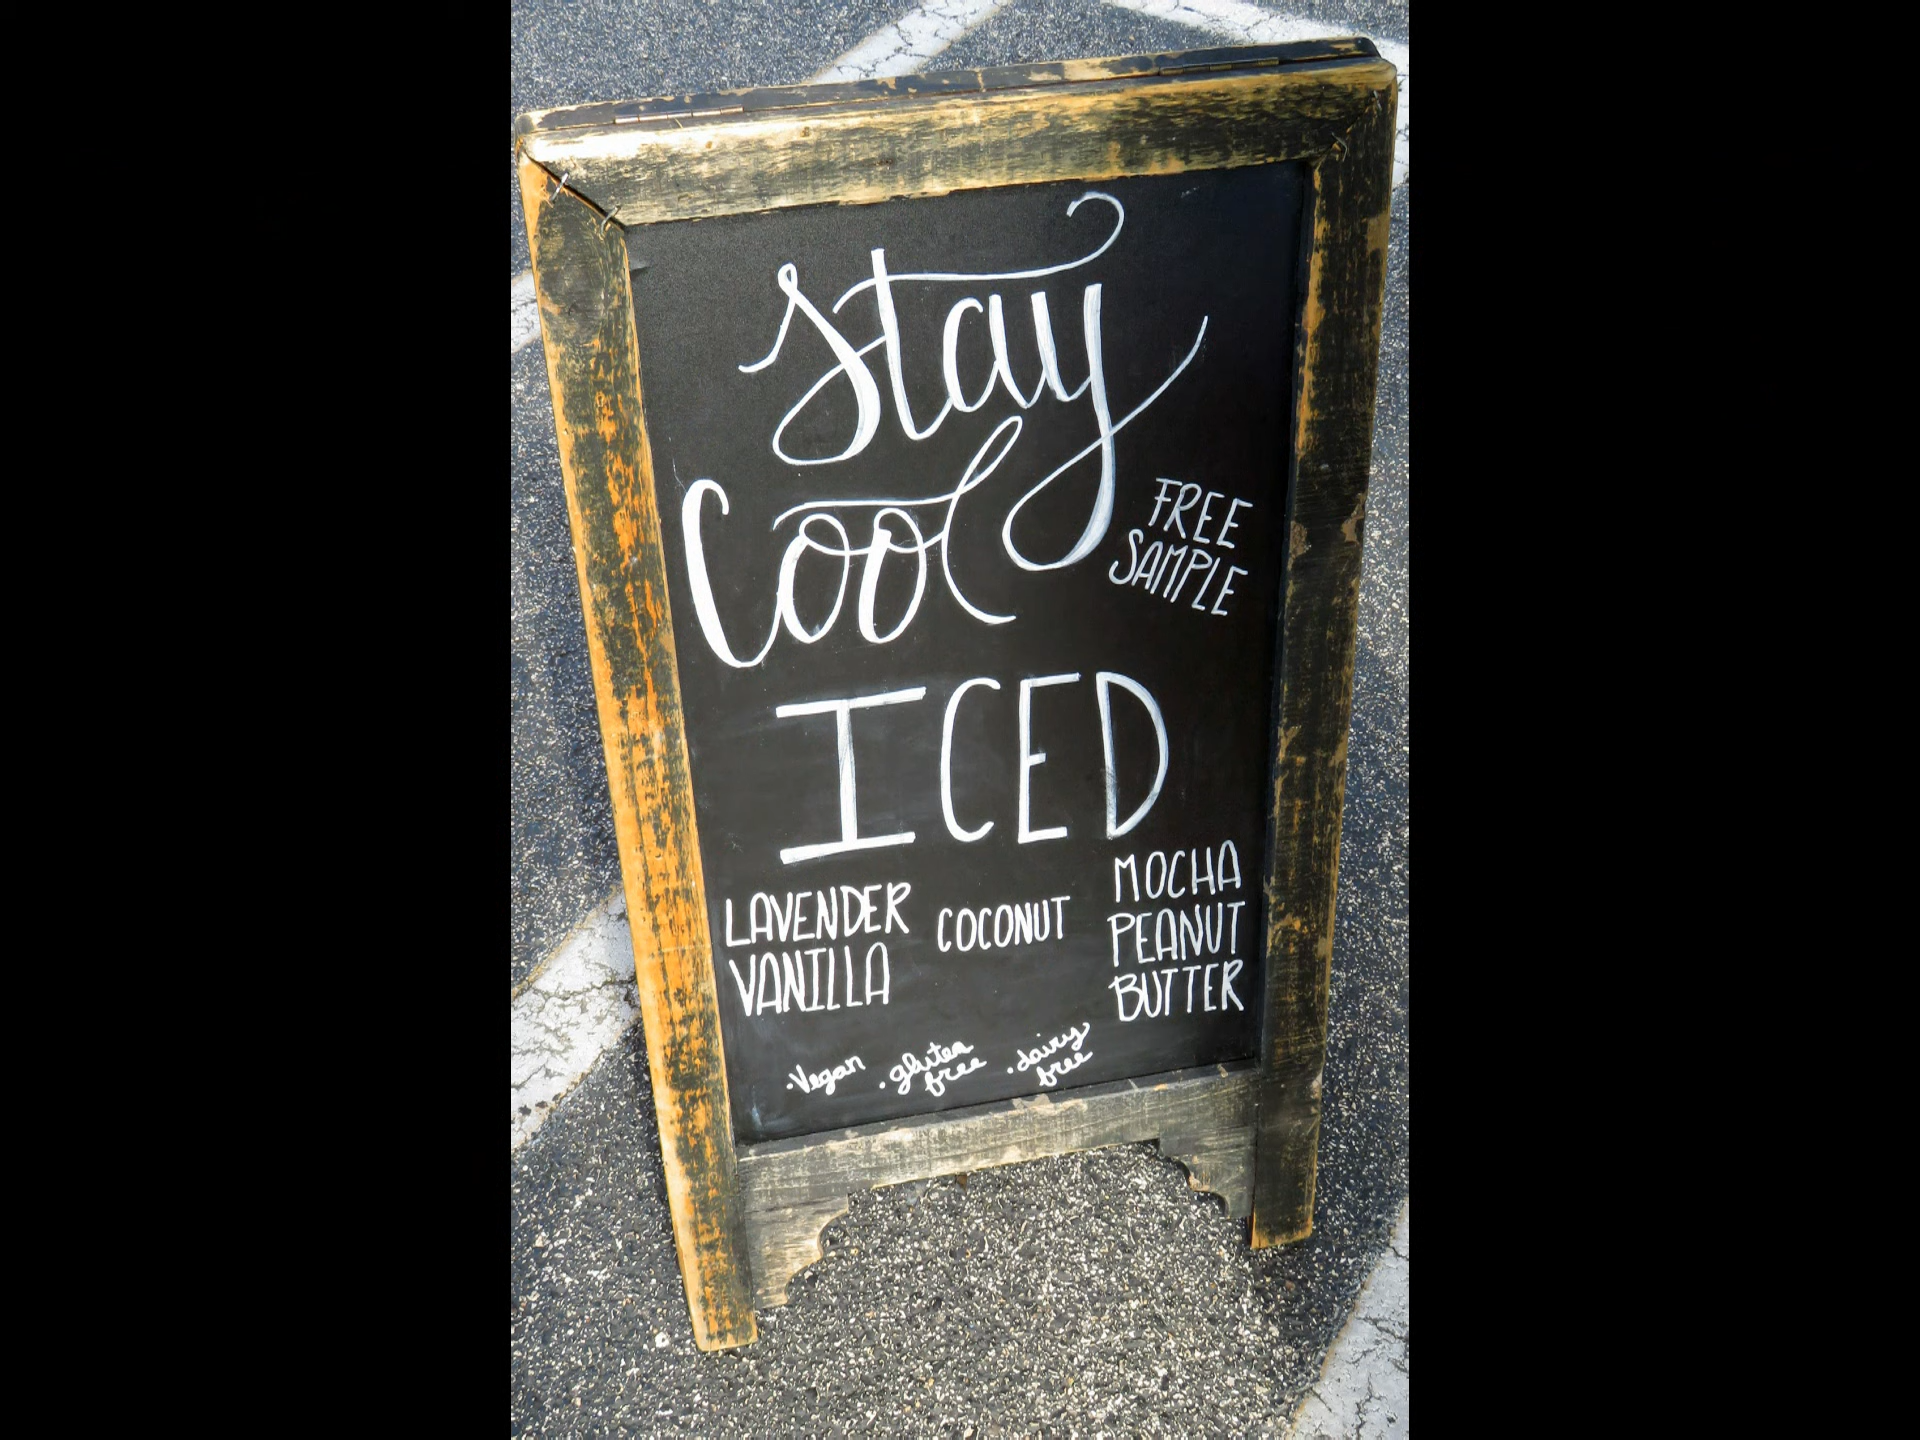 Stay
Cool
FREE
SAMPLE
ICED
LAVENDER
VANILLA
COCONUT
MOCHA
PEANUT
BUTTER
.Vegan
.gluten
free
.dairy
free